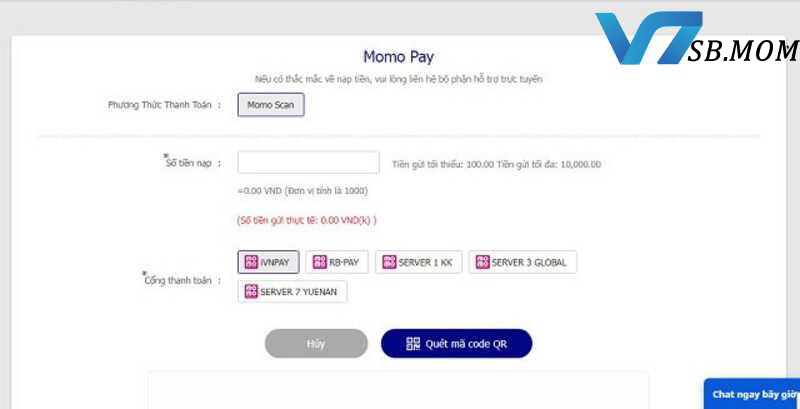 V7SB.MOM
Momo Pay
Nếu có thắc mắc về nạp tiền, vui lòng liên hệ bộ phận hỗ trợ trực tuyến
Phương Thức Thanh Toán : Momo Scan
*Số tiền nạp : Tiền gửi tối thiểu: 100.00 Tiền gửi tối đa: 10,000.00
=0.00 VND (Đơn vị tính là 1000)
(Số tiền gửi thực tế: 0.00 VND(k) )
*Cổng thanh toán : iVNPAY RB-PAY SERVER 1 KK SERVER 3 GLOBAL
SERVER 7 YUENAN
Hủy Quét mã code QR
Chat ngay bây giờ